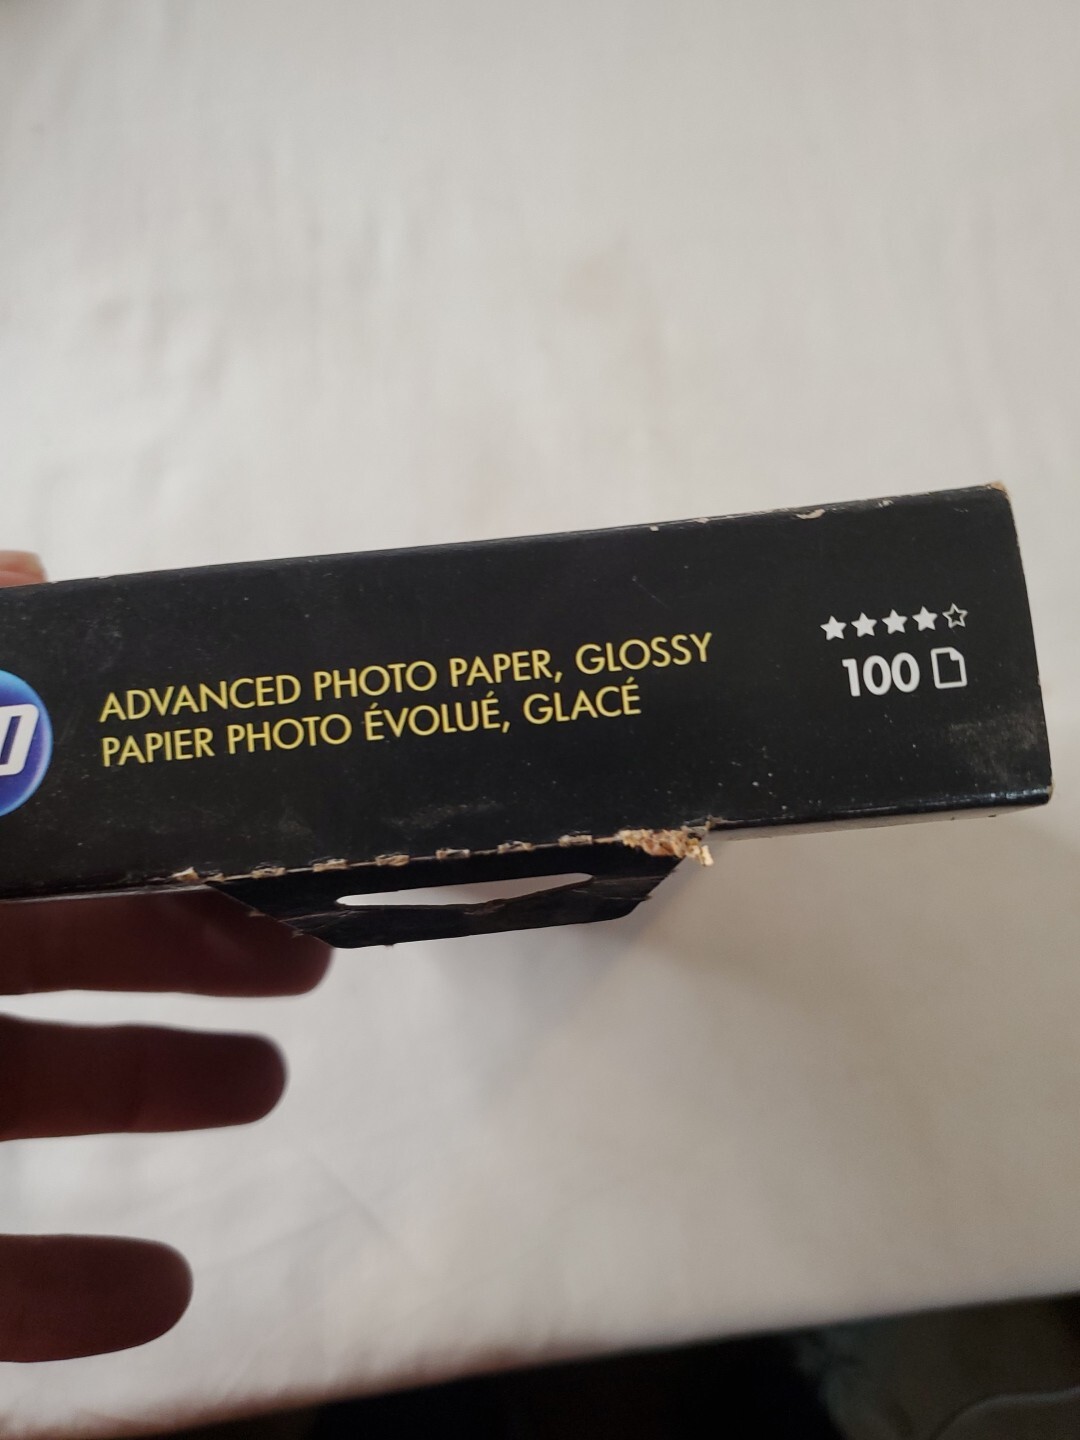 ADVANCED PHOTO PAPER, GLOSSY
PAPIER PHOTO ÉVOLUÉ, GLACÉ
100